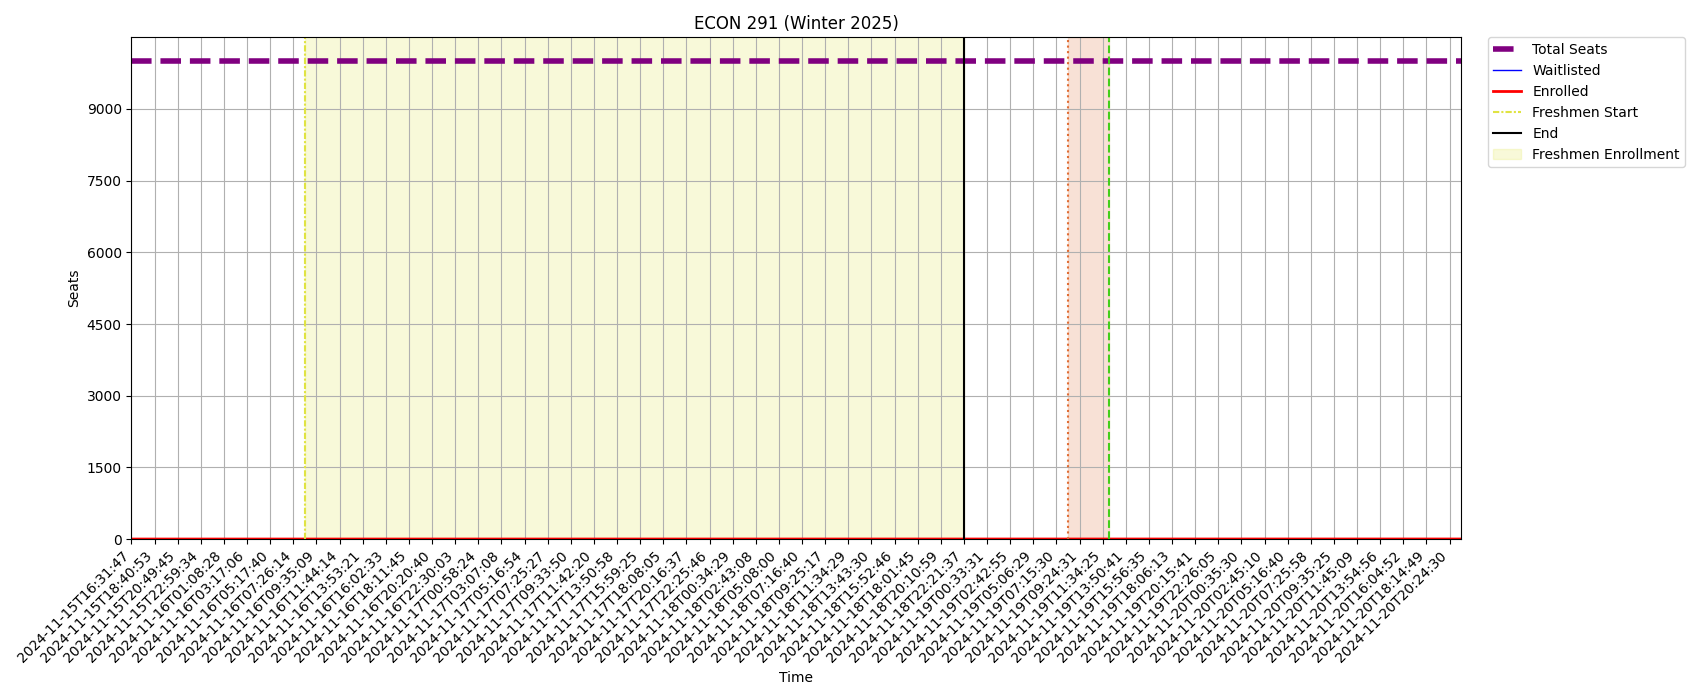 ECON 291 (Winter 2025)
Total Seats
Waitlisted
Enrolled
Freshmen Start
End
Freshmen Enrollment
Seats
9000
7500
6000
4500
3000
1500
0
2024-11-15T16:31:47
2024-11-15T18:40:53
2024-11-15T20:49:45
2024-11-15T22:59:34
2024-11-16T01:08:28
2024-11-16T03:17:06
2024-11-16T05:17:40
2024-11-16T07:26:14
2024-11-16T09:35:09
2024-11-16T11:44:14
2024-11-16T13:53:21
2024-11-16T16:02:33
2024-11-16T18:11:45
2024-11-16T20:20:40
2024-11-16T22:30:03
2024-11-17T00:58:24
2024-11-17T03:07:08
2024-11-17T05:16:54
2024-11-17T07:25:27
2024-11-17T09:33:50
2024-11-17T11:42:20
2024-11-17T13:50:58
2024-11-17T15:59:25
2024-11-17T18:08:05
2024-11-17T20:16:37
2024-11-17T22:25:46
2024-11-18T00:34:29
2024-11-18T02:43:08
2024-11-18T05:08:00
2024-11-18T07:16:40
2024-11-18T09:25:17
2024-11-18T11:34:29
2024-11-18T13:43:30
2024-11-18T15:52:46
2024-11-18T18:01:45
2024-11-18T20:10:59
2024-11-18T22:21:37
2024-11-19T00:33:31
2024-11-19T02:42:55
2024-11-19T05:06:29
2024-11-19T07:15:30
2024-11-19T09:24:31
2024-11-19T11:34:25
2024-11-19T13:50:41
2024-11-19T15:56:35
2024-11-19T18:06:13
2024-11-19T20:15:41
2024-11-19T22:26:05
2024-11-20T00:35:30
2024-11-20T02:45:10
2024-11-20T05:16:40
2024-11-20T07:25:58
2024-11-20T09:35:25
2024-11-20T11:45:09
2024-11-20T13:54:56
2024-11-20T16:04:52
2024-11-20T18:14:49
2024-11-20T20:24:30
Time